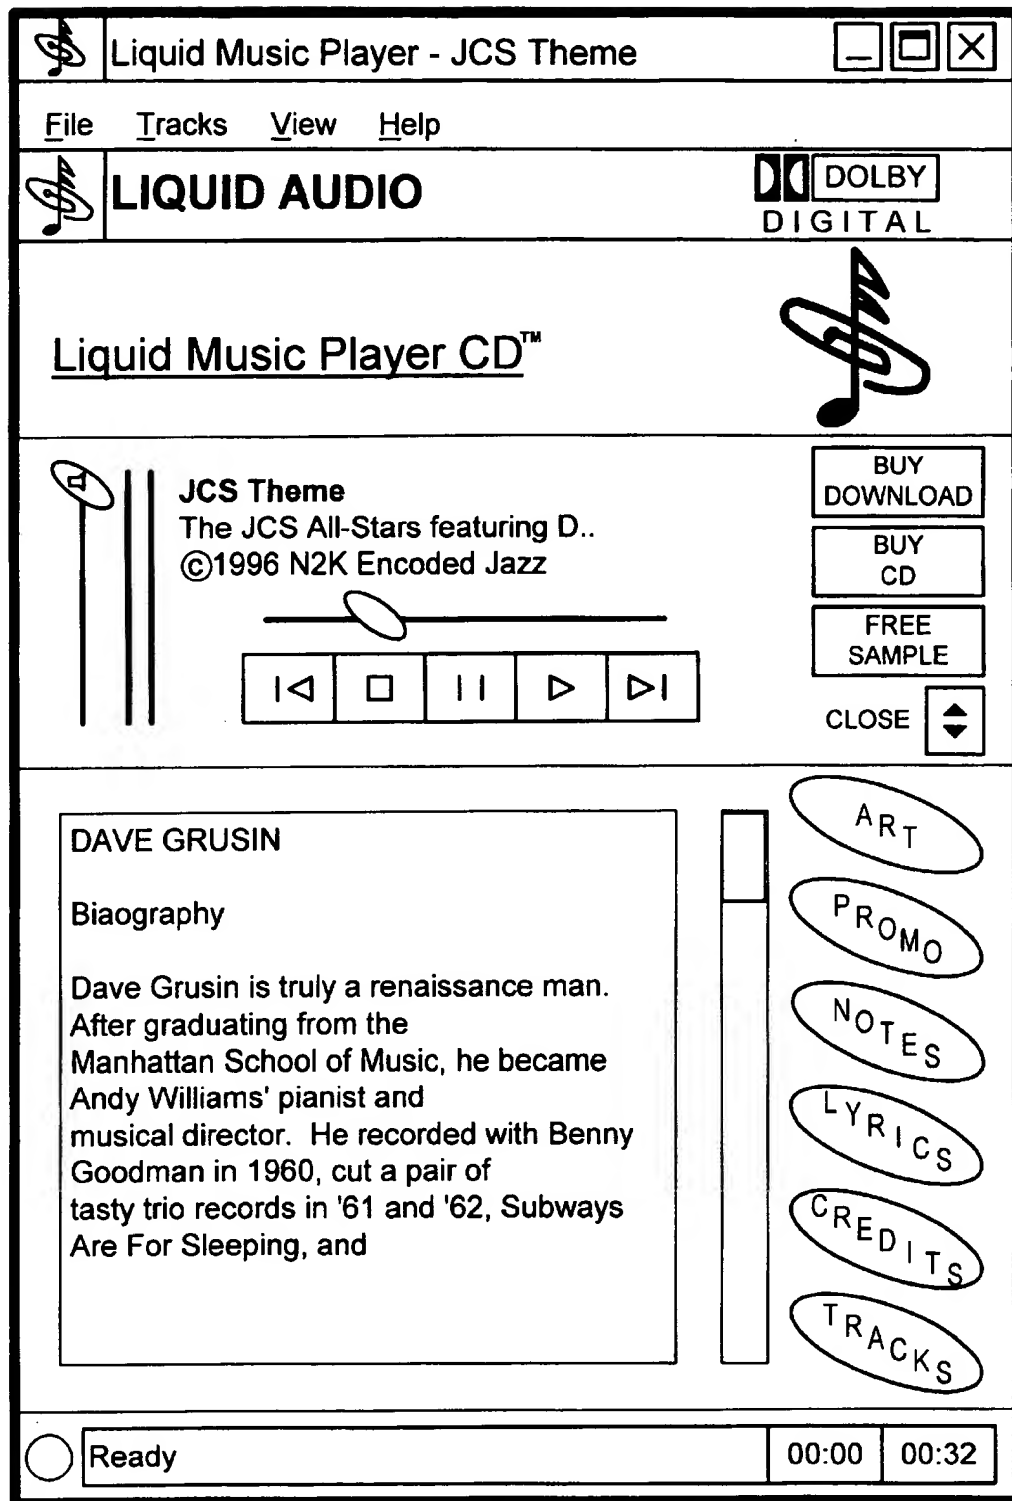 Liquid Music Player - JCS Theme
File Tracks View Help
LIQUID AUDIO
DOLBY
DIGITAL
Liquid Music Player CD™
JCS Theme
The JCS All-Stars featuring D..
©1996 N2K Encoded Jazz
BUY
DOWNLOAD
BUY
CD
FREE
SAMPLE
CLOSE
DAVE GRUSIN
Biaography
Dave Grusin is truly a renaissance man.
After graduating from the
Manhattan School of Music, he became
Andy Williams' pianist and
musical director. He recorded with Benny
Goodman in 1960, cut a pair of
tasty trio records in '61 and '62, Subways
Are For Sleeping, and
ART
PROMO
NOTES
LYRICS
CREDITS
TRACKS
Ready 00:00 00:32